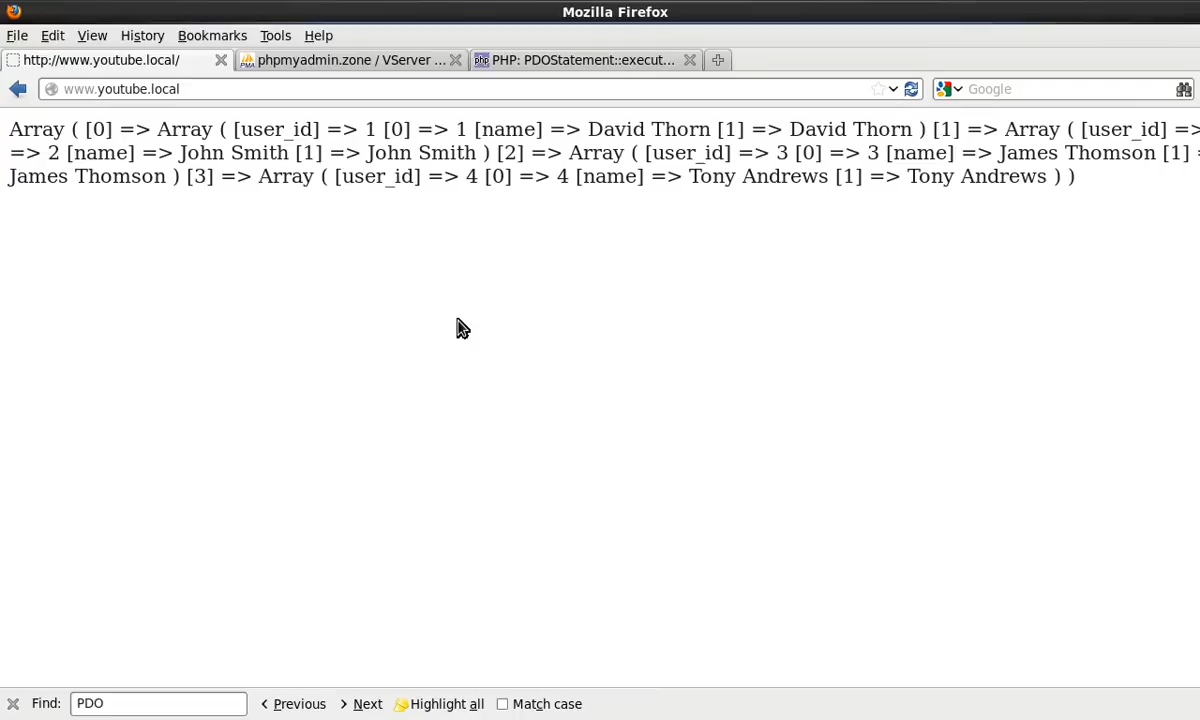 Mozilla Firefox
File Edit View History Bookmarks Tools Help
http://www.youtube.local/ phpmyadmin.zone / VServer ... PHP: PDOStatement::execut...
www.youtube.local Google
Array ( [0] => Array ( [user_id] => 1 [0] => 1 [name] => David Thorn [1] => David Thorn ) [1] => Array ( [user_id] =>
=> 2 [name] => John Smith [1] => John Smith ) [2] => Array ( [user_id] => 3 [0] => 3 [name] => James Thomson [1] =
James Thomson ) [3] => Array ( [user_id] => 4 [0] => 4 [name] => Tony Andrews [1] => Tony Andrews ) )
Find: PDO Previous Next Highlight all Match case